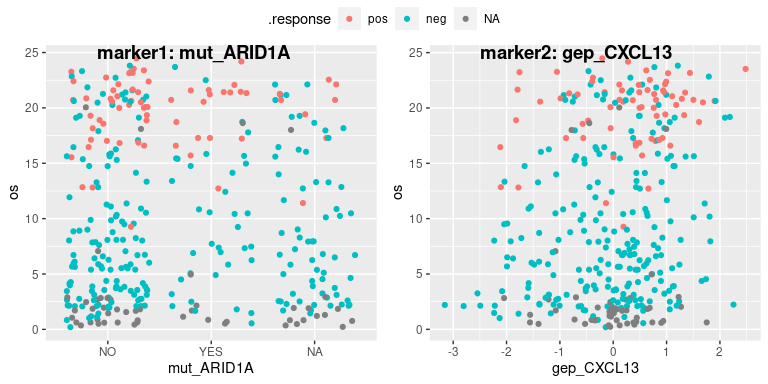 .response pos neg NA
marker1: mut_ARID1A
25
20
15
10
5
0
os
NO YES NA
mut_ARID1A
marker2: gep_CXCL13
25
20
15
10
5
0
os
-3 -2 -1 0 1 2
gep_CXCL13